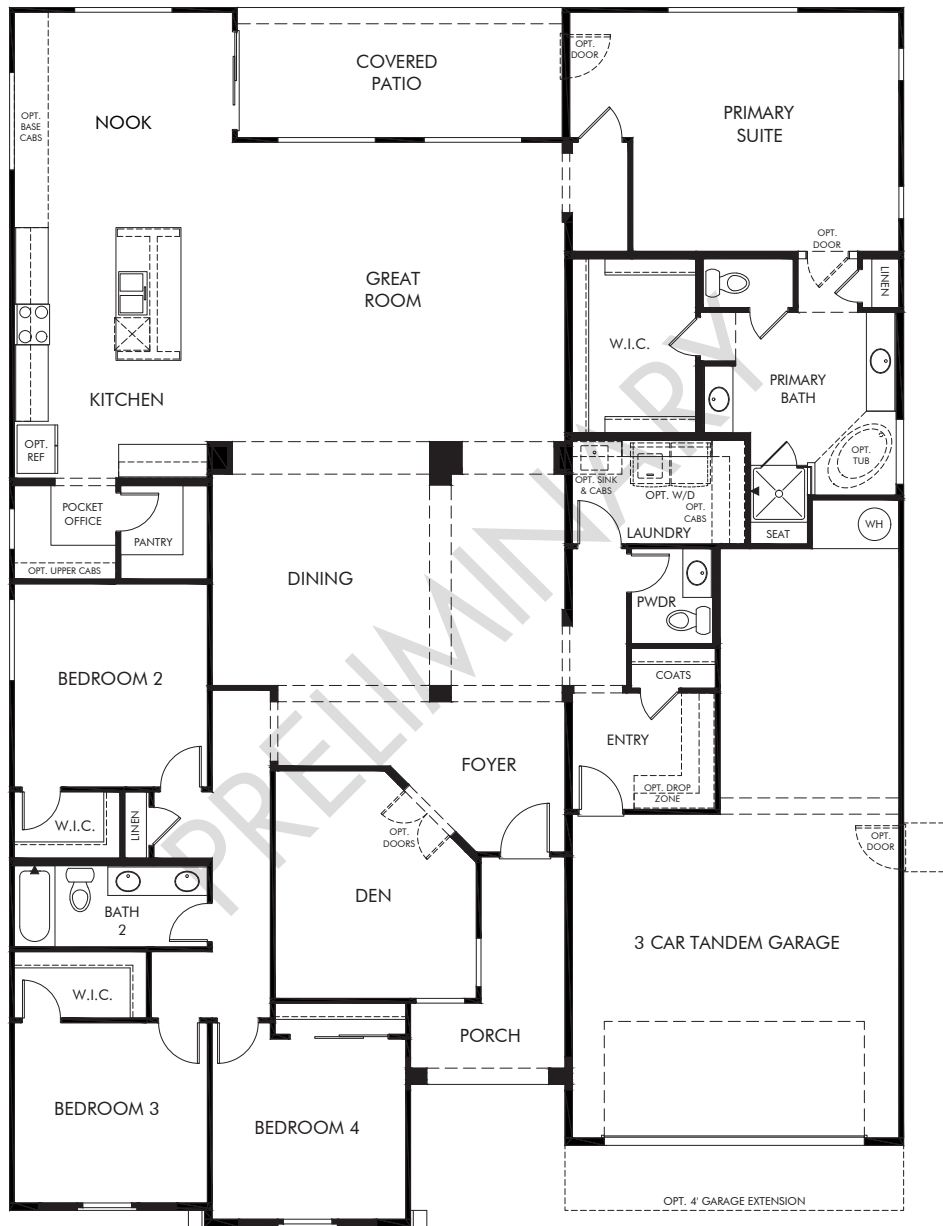 COVERED
PATIO
OPT.
DOOR
PRIMARY
SUITE
OPT.
BASE
CABS
NOOK
OPT.
DOOR
LINEN
GREAT
ROOM
W.I.C.
PRIMARY
BATH
KITCHEN
OPT.
REF
OPT.
TUB
OPT. SINK
& CABS
OPT. W/D
OPT.
CABS
LAUNDRY
SEAT
WH
POCKET
OFFICE
PANTRY
OPT. UPPER CABS
DINING
PWDR
BEDROOM 2
COATS
ENTRY
FOYER
OPT. DROP
ZONE
W.I.C.
LINEN
OPT.
DOORS
OPT.
DOOR
DEN
BATH
2
3 CAR TANDEM GARAGE
W.I.C.
PORCH
BEDROOM 3
BEDROOM 4
OPT. 4' GARAGE EXTENSION
PRELIMINARY